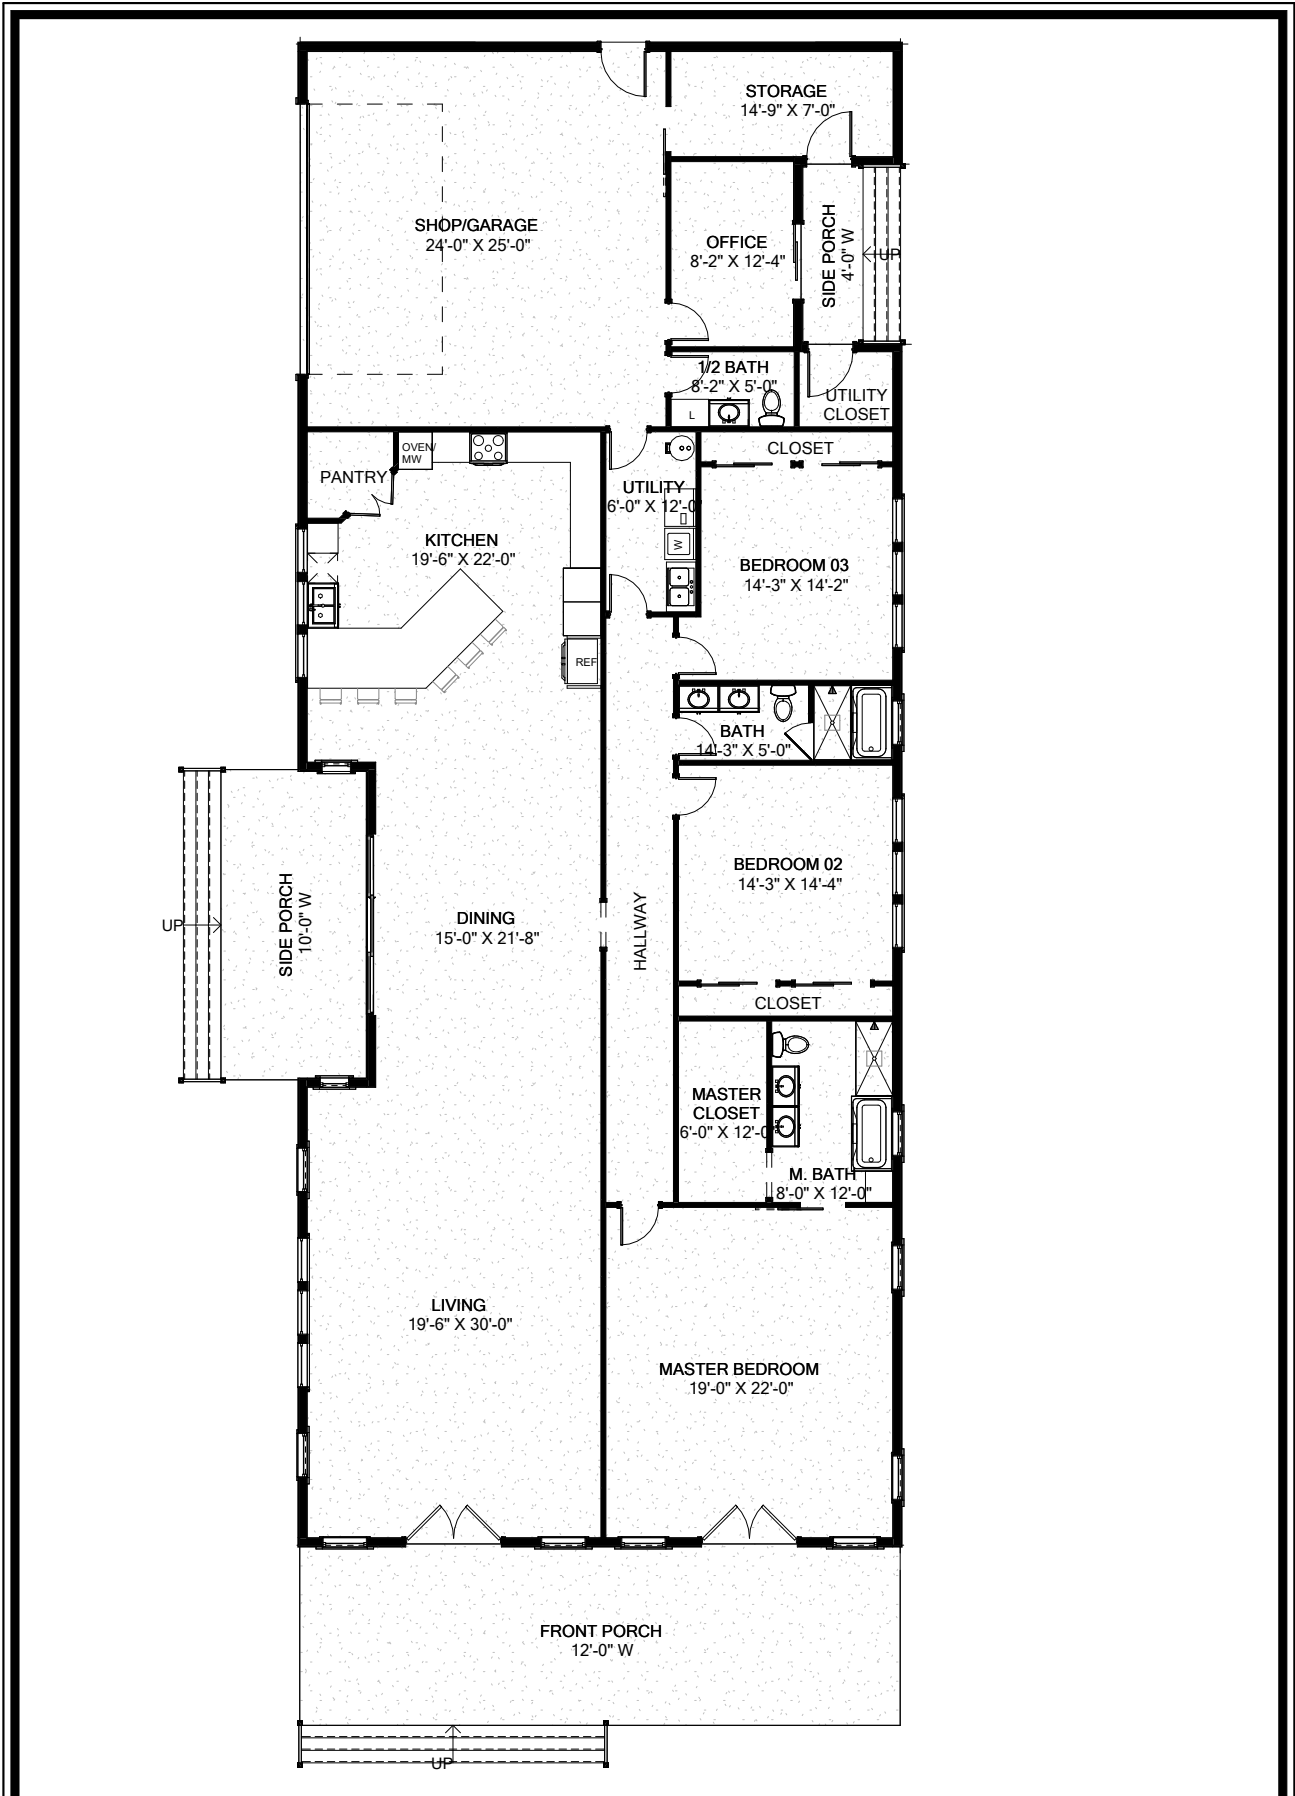 STORAGE
14'-9" X 7'-0"
SHOP/GARAGE
24'-0" X 25'-0"
OFFICE
8'-2" X 12'-4"
SIDE PORCH
4'-0" W
UP
1/2 BATH
8'-2" X 5'-0"
L
UTILITY
CLOSET
OVEN/
MW
PANTRY
CLOSET
UTILITY
6'-0" X 12'-0"
W
KITCHEN
19'-6" X 22'-0"
BEDROOM 03
14'-3" X 14'-2"
REF
BATH
14'-3" X 5'-0"
BEDROOM 02
14'-3" X 14'-4"
UP
SIDE PORCH
10'-0" W
DINING
15'-0" X 21'-8"
HALLWAY
CLOSET
MASTER
CLOSET
6'-0" X 12'-0"
M. BATH
8'-0" X 12'-0"
LIVING
19'-6" X 30'-0"
MASTER BEDROOM
19'-0" X 22'-0"
FRONT PORCH
12'-0" W
UP